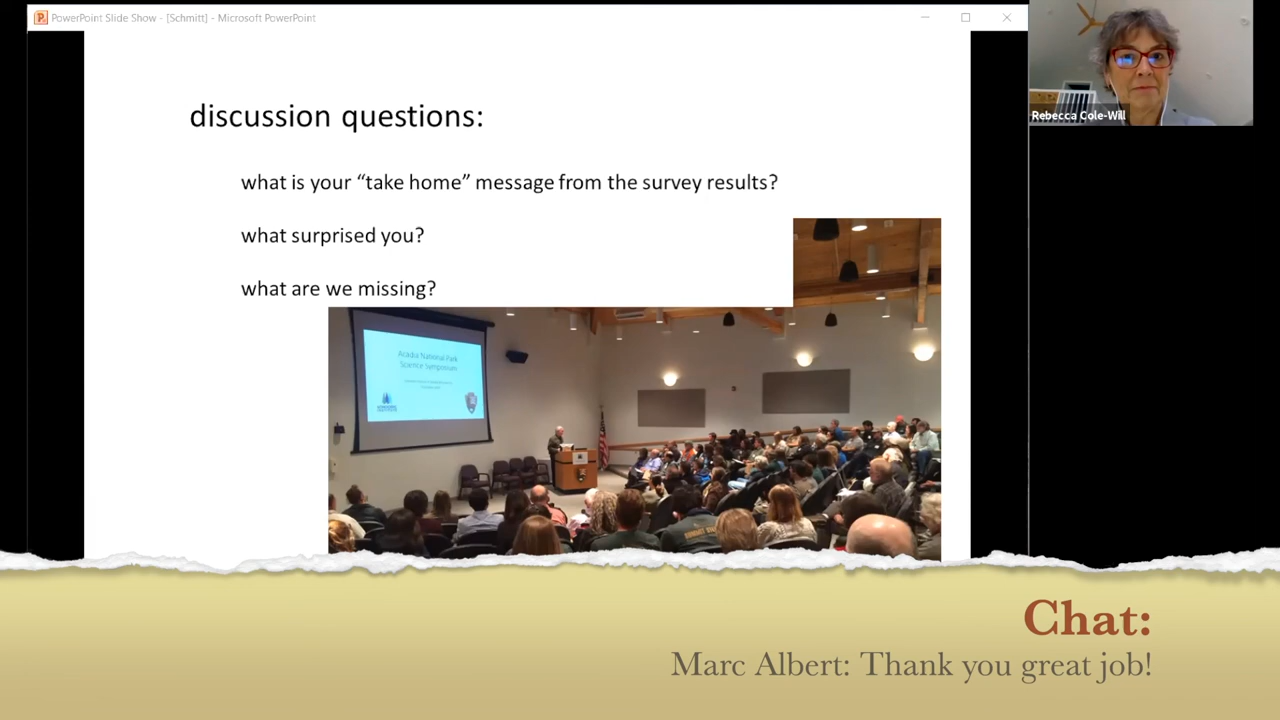 PowerPoint Slide Show - [Schmitt] - Microsoft PowerPoint
Rebecca Cole-Will
discussion questions:
what is your “take home” message from the survey results?
what surprised you?
what are we missing?
Acadia National Park
Science Symposium
Chat:
Marc Albert: Thank you great job!